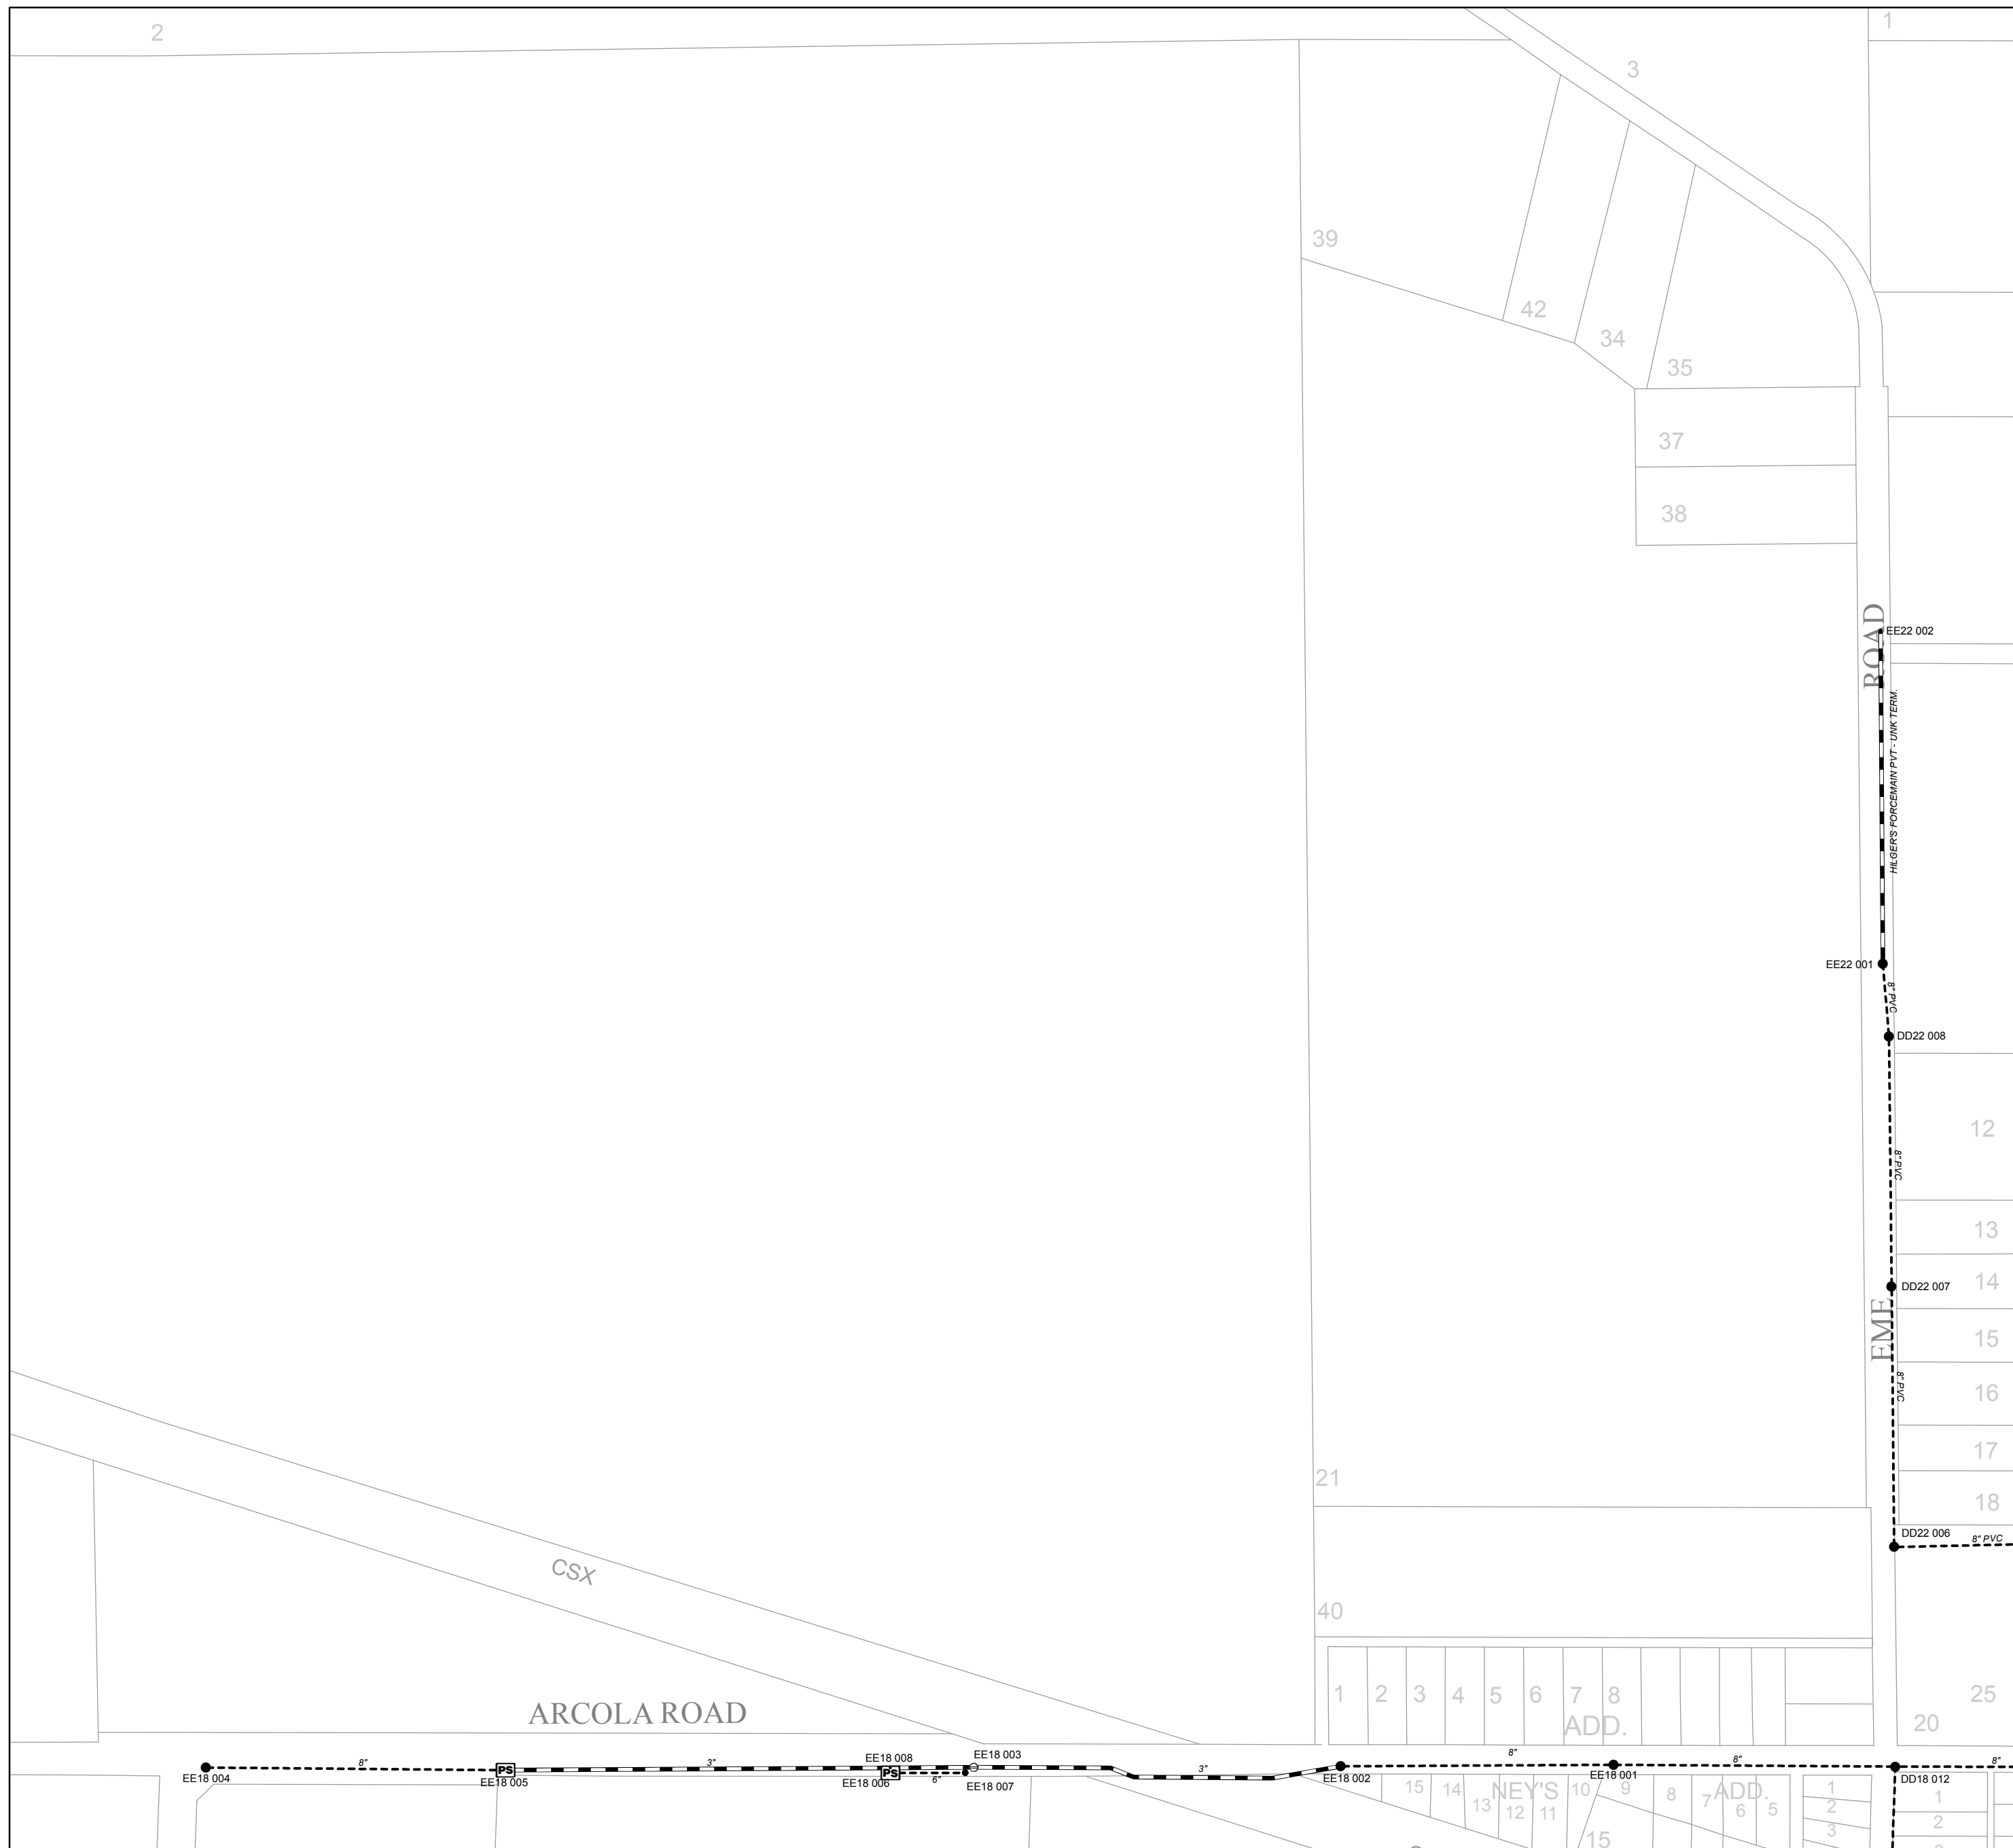 2
1
3
39
42
34
35
37
38
ROAD
EE22 002
HILGER'S FORCEMAIN PVT - UNK TERM.
EE22 001
8" PVC
DD22 008
12
8" PVC
13
14
DD22 007
EME
15
8" PVC
16
17
21
18
DD22 006
8" PVC
CSX
40
1
2
3
4
5
6
7
8
ADD.
25
20
ARCOLA ROAD
EE18 004
8"
PS
EE18 005
3"
EE18 008
EE18 003
PS
EE18 006
6"
EE18 007
3"
EE18 002
8"
EE18 001
8"
DD18 012
8"
15
14
13
NEY'S
12
11
10
9
8
7
ADD.
6
5
1
2
3
1
2
15